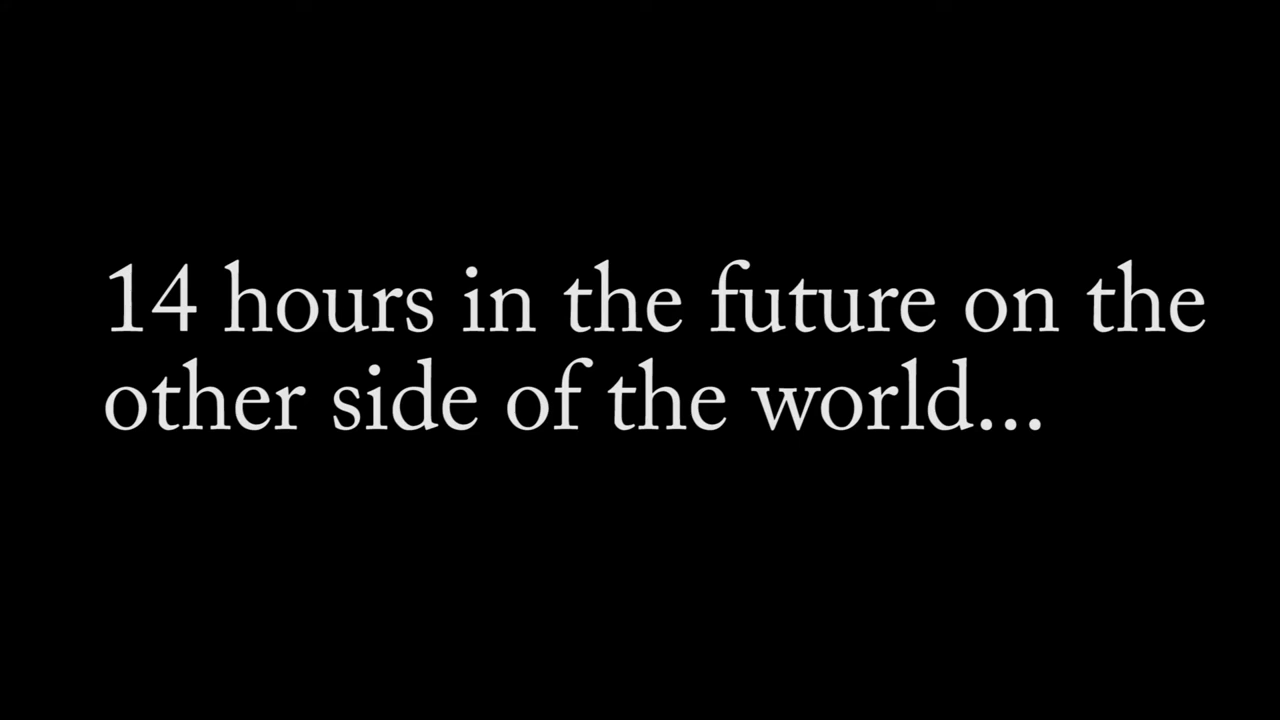 14 hours in the future on the
other side of the world...